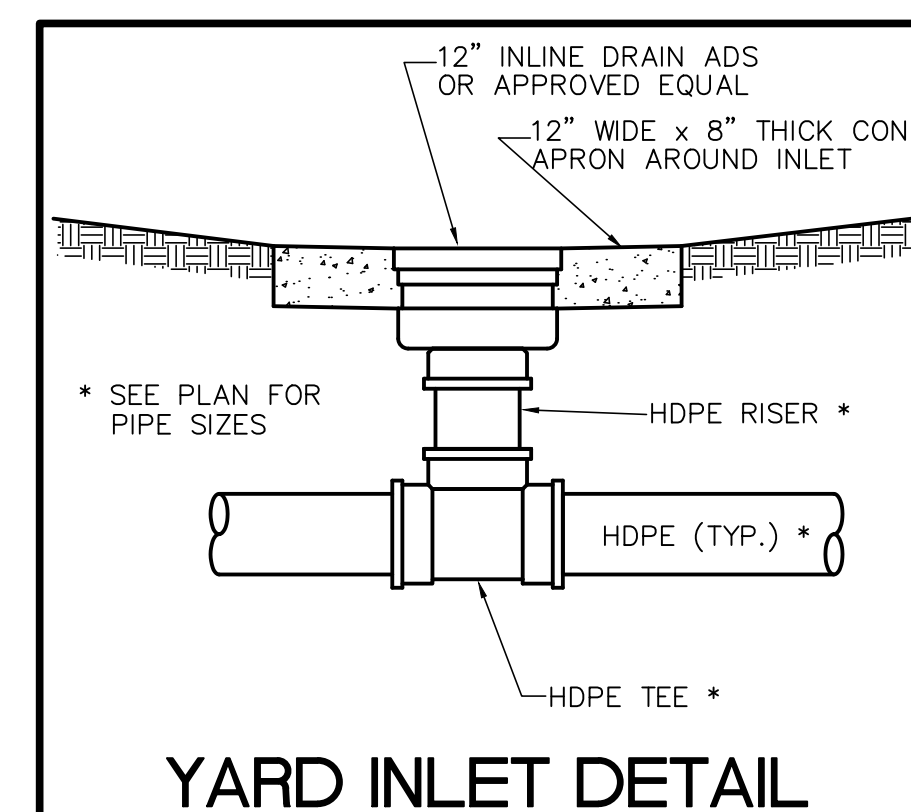 12" INLINE DRAIN ADS
OR APPROVED EQUAL
12" WIDE x 8" THICK CON
APRON AROUND INLET
* SEE PLAN FOR
PIPE SIZES
HDPE RISER *
HDPE (TYP.) *
HDPE TEE *
YARD INLET DETAIL